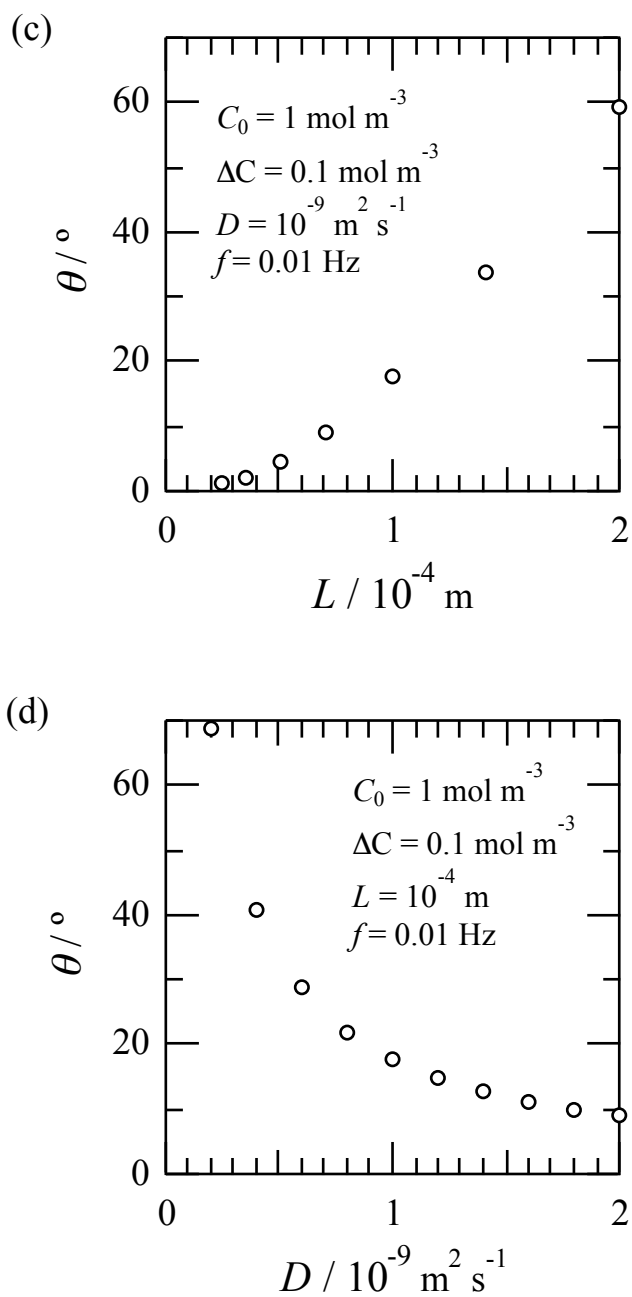 (c)
60
40
20
0
θ / °
C₀ = 1 mol m⁻³
ΔC = 0.1 mol m⁻³
D = 10⁻⁹ m² s⁻¹
f = 0.01 Hz
0 1 2
L / 10⁻⁴ m
(d)
60
40
20
0
θ / °
C₀ = 1 mol m⁻³
ΔC = 0.1 mol m⁻³
L = 10⁻⁴ m
f = 0.01 Hz
0 1 2
D / 10⁻⁹ m² s⁻¹